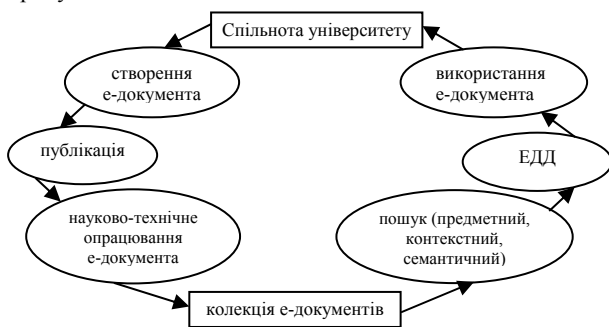 Спільнота університету
створення
е-документа
використання
е-документа
публікація
ЕДД
науково-технічне
опрацювання
е-документа
пошук (предметний,
контекстний,
семантичний)
колекція е-документів